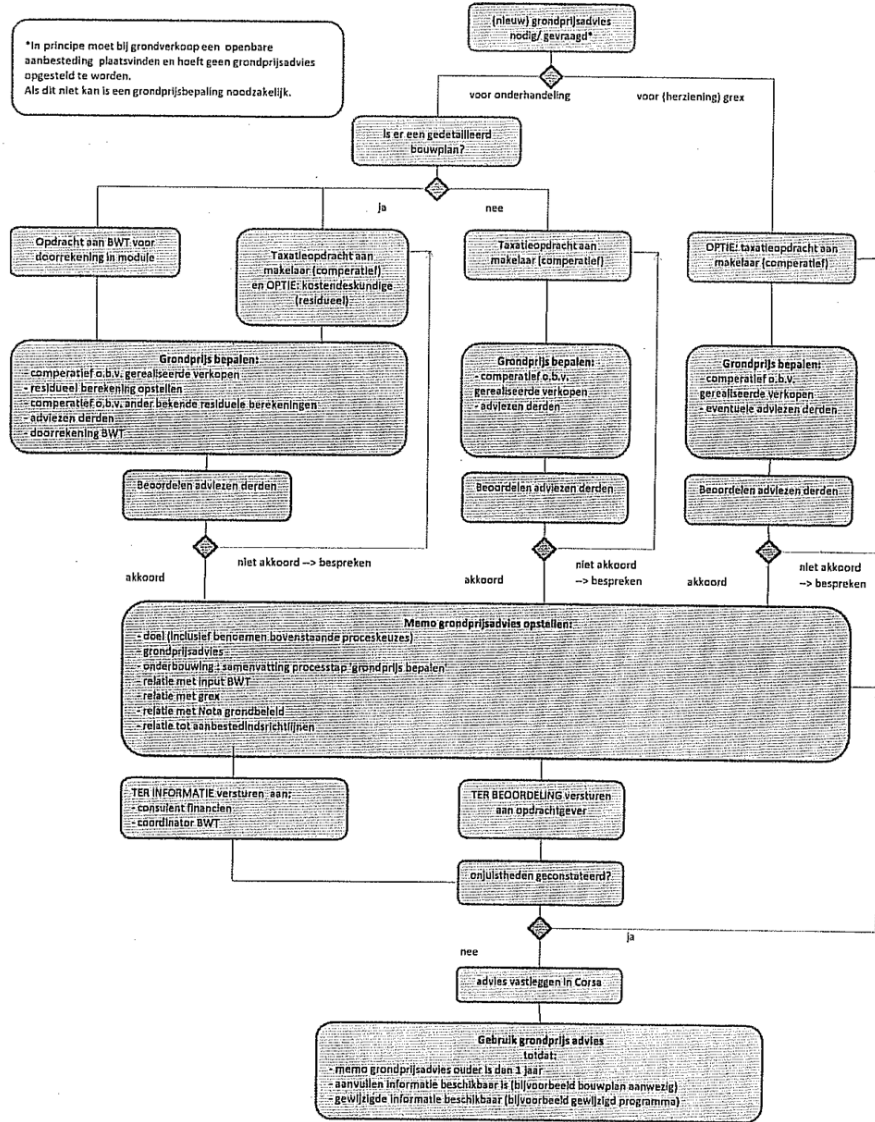 *In principe moet bij grondverkoop een openbare
aanbesteding plaatsvinden en hoeft geen grondprijsadvies
opgesteld te worden.
Als dit niet kan is een grondprijsbepaling noodzakelijk.
(nieuw) grondprijsadvies
nodig/ gevraagd*
voor onderhandeling
voor (herziening) grex
Is er een gedetailleerd
bouwplan?
ja
nee
Opdracht aan BWT voor
doorrekening in module
Taxatieopdracht aan
makelaar (comperatief)
en OPTIE: kostendeskundige
(residueel)
Taxatieopdracht aan
makelaar (comperatief)
OPTIE: taxatieopdracht aan
makelaar (comperatief)
Grondprijs bepalen:
- comperatief o.b.v. gerealiseerde verkopen
- residueel berekening opstellen
- comperatief o.b.v. ander bekende residuele berekeningen
- adviezen derden
- doorrekening BWT
Grondprijs bepalen:
- comperatief o.b.v.
gerealiseerde verkopen
- adviezen derden
Grondprijs bepalen:
- comperatief o.b.v.
gerealiseerde verkopen
- eventuele adviezen derden
Beoordelen adviezen derden
Beoordelen adviezen derden
Beoordelen adviezen derden
akkoord
niet akkoord --> bespreken
akkoord
niet akkoord
--> bespreken
akkoord
niet akkoord
--> bespreken
Memo grondprijsadvies opstellen:
- doel (inclusief benoemen bovenstaande proceskeuzes)
- grondprijsadvies
- onderbouwing : samenvatting processtap 'grondprijs bepalen'
- relatie met input BWT
- relatie met grex
- relatie met Nota grondbeleid
- relatie tot aanbestedindsrichtlijnen
TER INFORMATIE versturen aan:
- consulent financien
- coordinator BWT
TER BEOORDELING versturen
aan opdrachtgever
onjuistheden geconstateerd?
nee
ja
advies vastleggen in Corsa
Gebruik grondprijs advies
totdat:
- memo grondprijsadvies ouder is dan 1 jaar
- aanvullen informatie beschikbaar is (bijvoorbeeld bouwplan aanwezig)
- gewijzigde informatie beschikbaar (bijvoorbeeld gewijzigd programma)